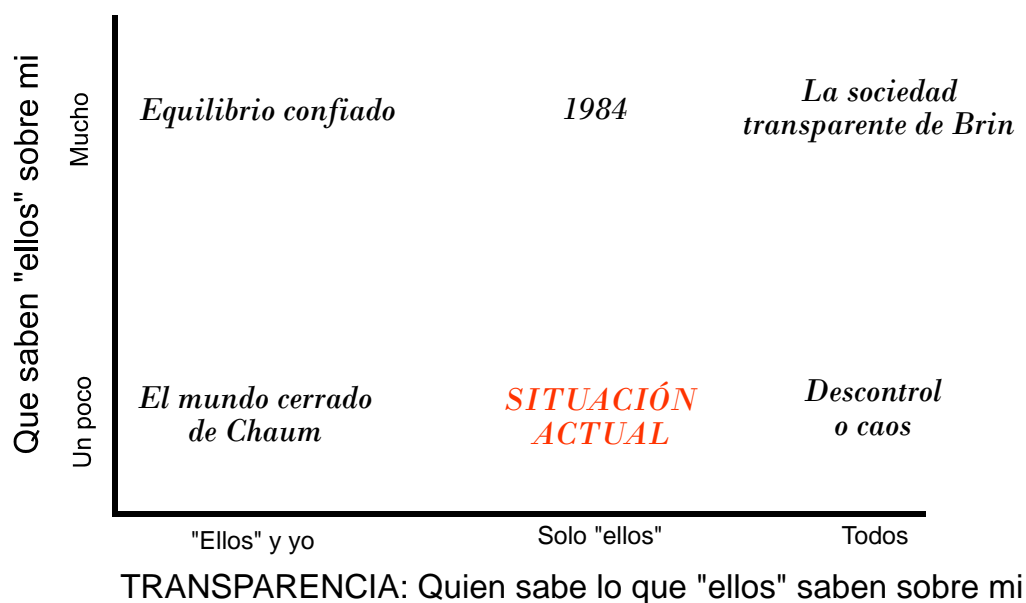 Que saben "ellos" sobre mi
Mucho
Equilibrio confiado
1984
La sociedad
transparente de Brin
Un poco
El mundo cerrado
de Chaum
SITUACIÓN
ACTUAL
Descontrol
o caos
"Ellos" y yo
Solo "ellos"
Todos
TRANSPARENCIA: Quien sabe lo que "ellos" saben sobre mi